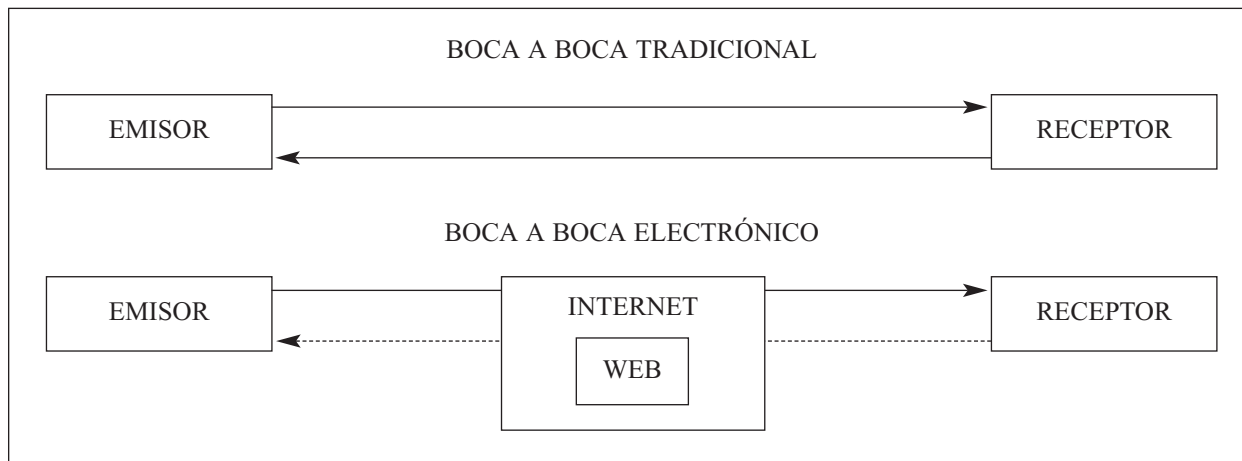 BOCA A BOCA TRADICIONAL
EMISOR
RECEPTOR
BOCA A BOCA ELECTRÓNICO
EMISOR
INTERNET
RECEPTOR
WEB